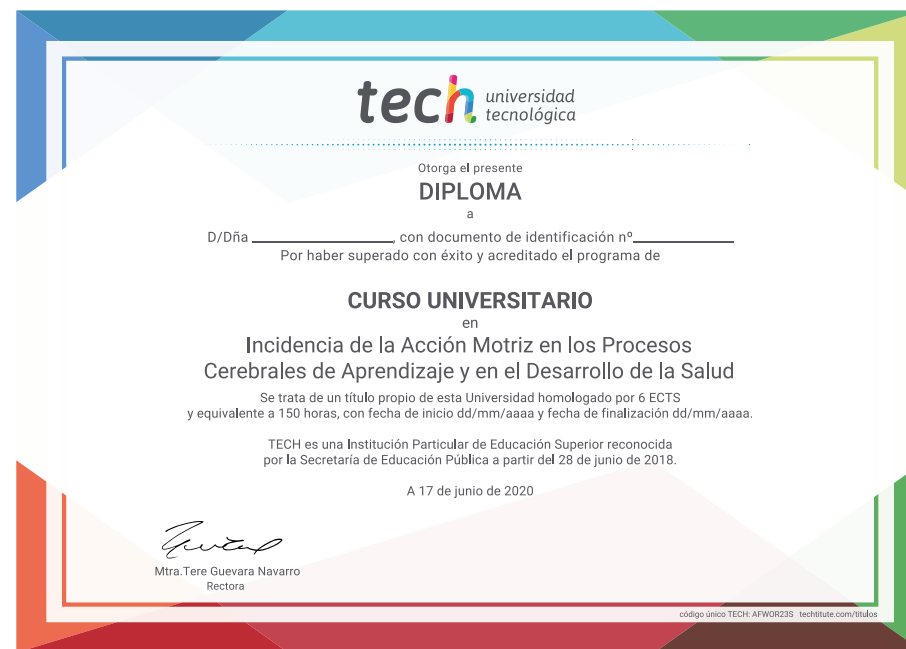 tech universidad
tecnológica
Otorga el presente
DIPLOMA
a
D/Dña ____________________, con documento de identificación nº______________
Por haber superado con éxito y acreditado el programa de
CURSO UNIVERSITARIO
en
Incidencia de la Acción Motriz en los Procesos
Cerebrales de Aprendizaje y en el Desarrollo de la Salud
Se trata de un título propio de esta Universidad homologado por 6 ECTS
y equivalente a 150 horas, con fecha de inicio dd/mm/aaaa y fecha de finalización dd/mm/aaaa.
TECH es una Institución Particular de Educación Superior reconocida
por la Secretaría de Educación Pública a partir del 28 de junio de 2018.
A 17 de junio de 2020
Mtra.Tere Guevara Navarro
Rectora
código único TECH: AFWOR23S techtitute.com/titulos